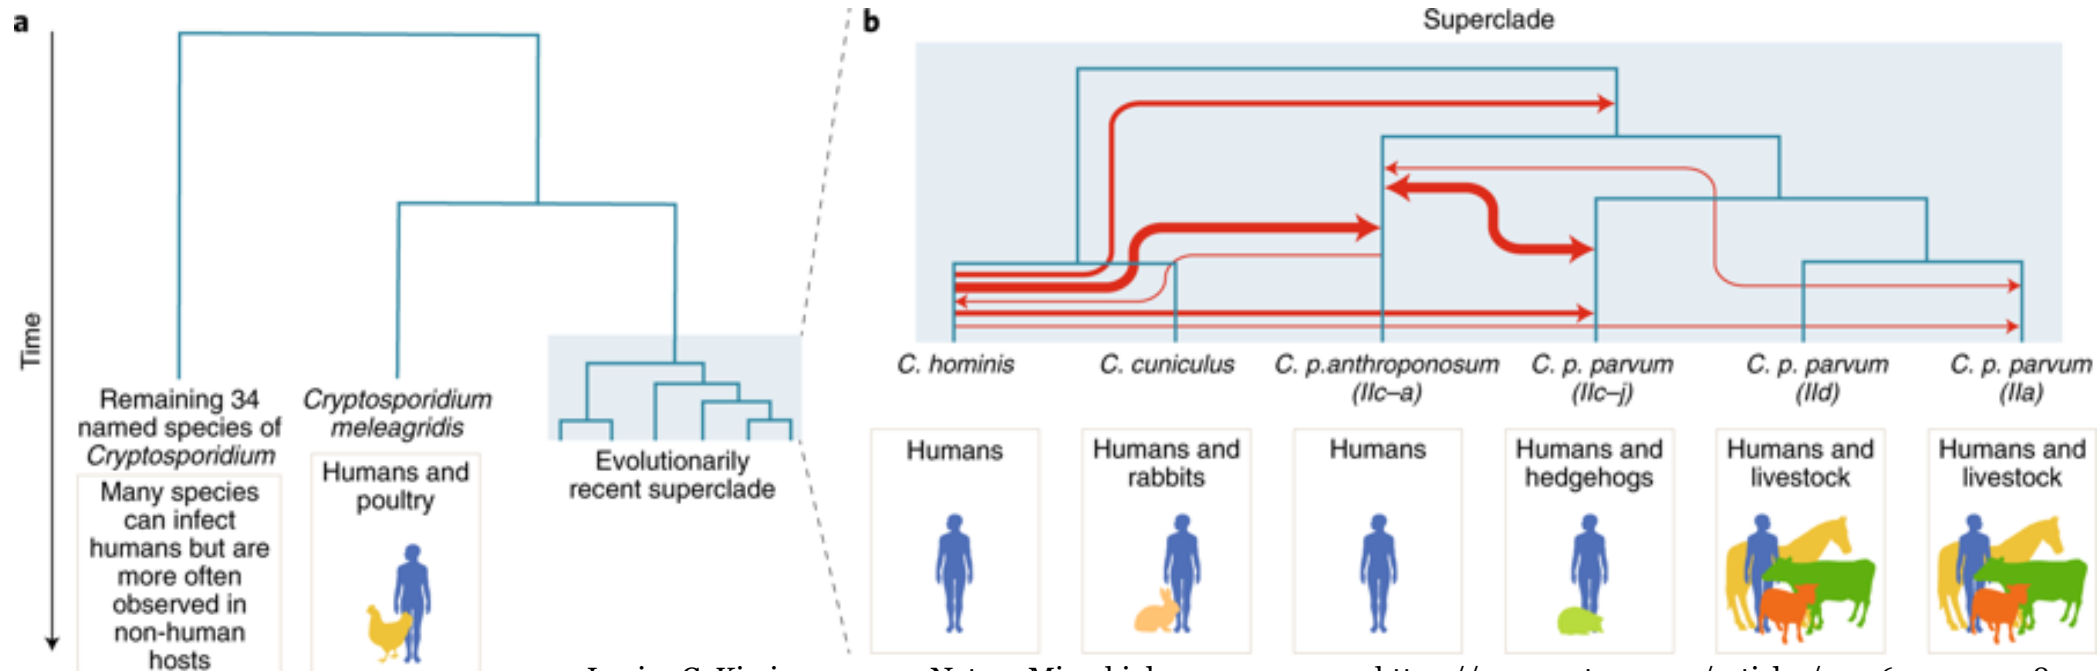 a
Time
Remaining 34
named species of
Cryptosporidium
Many species
can infect
humans but are
more often
observed in
non-human
hosts
Cryptosporidium
meleagridis
Humans and
poultry
Evolutionarily
recent superclade
b
Superclade
C. hominis
C. cuniculus
C. p.anthroponosum
(IIc–a)
C. p. parvum
(IIc–j)
C. p. parvum
(IId)
C. p. parvum
(IIa)
Humans
Humans and
rabbits
Humans
Humans and
hedgehogs
Humans and
livestock
Humans and
livestock